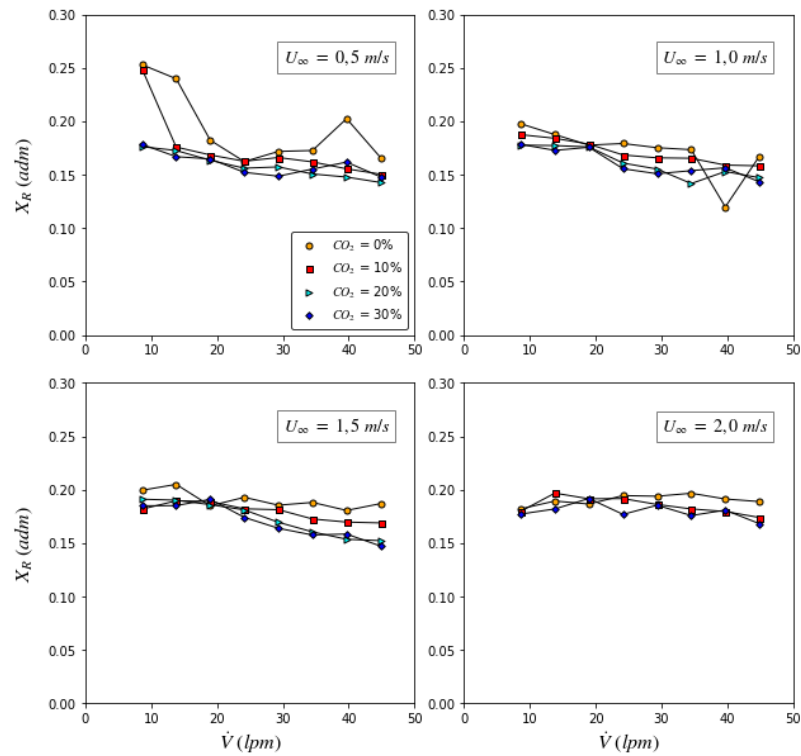 U∞ = 0,5 m/s
0.30
0.25
0.20
0.15
0.10
0.05
0.00
X_R (adm)
CO₂ = 0%
CO₂ = 10%
CO₂ = 20%
CO₂ = 30%
0 10 20 30 40 50
U∞ = 1,0 m/s
0.30
0.25
0.20
0.15
0.10
0.05
0.00
0 10 20 30 40 50
U∞ = 1,5 m/s
0.30
0.25
0.20
0.15
0.10
0.05
0.00
X_R (adm)
0 10 20 30 40 50
V̇ (lpm)
U∞ = 2,0 m/s
0.30
0.25
0.20
0.15
0.10
0.05
0.00
0 10 20 30 40 50
V̇ (lpm)